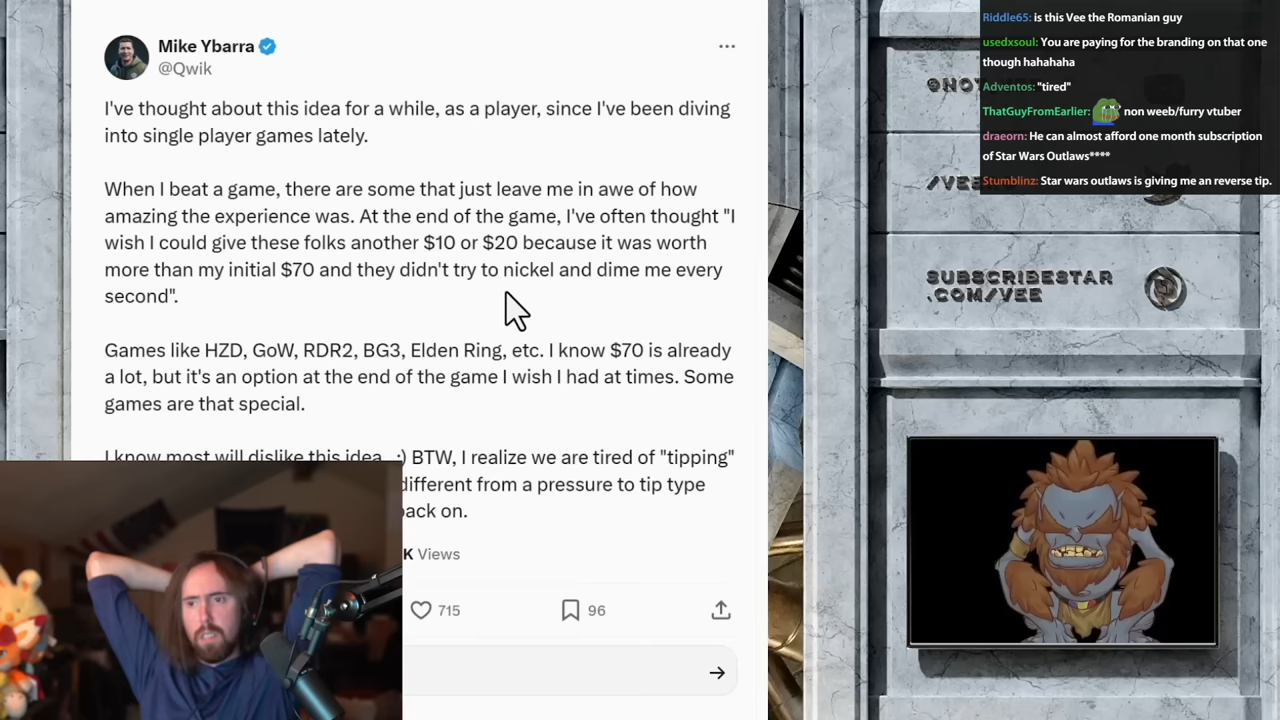 Mike Ybarra
@Qwik
I've thought about this idea for a while, as a player, since I've been diving
into single player games lately.
When I beat a game, there are some that just leave me in awe of how
amazing the experience was. At the end of the game, I've often thought "I
wish I could give these folks another $10 or $20 because it was worth
more than my initial $70 and they didn't try to nickel and dime me every
second".
Games like HZD, GoW, RDR2, BG3, Elden Ring, etc. I know $70 is already
a lot, but it's an option at the end of the game I wish I had at times. Some
games are that special.
I know most will dislike this idea. :) BTW, I realize we are tired of "tipping"
different from a pressure to tip type
back on.
K Views
715
96
Riddle65: is this Vee the Romanian guy
usedxsoul: You are paying for the branding on that one
though hahahaha
Adventos: "tired"
ThatGuyFromEarlier: non weeb/furry vtuber
draeorn: He can almost afford one month subscription
of Star Wars Outlaws****
Stumblinz: Star wars outlaws is giving me an reverse tip.
SUBSCRIBESTAR
.COM/VEE